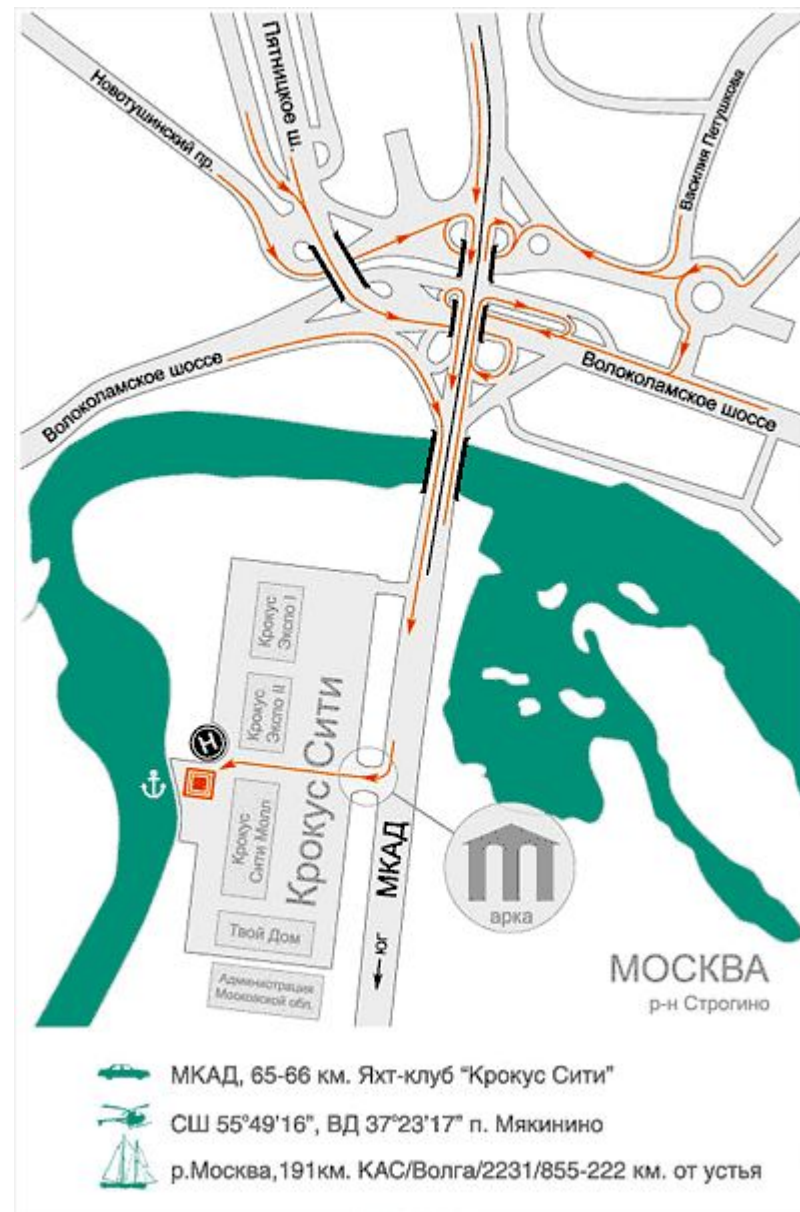 Новотушинский пр.
Пятницкое ш.
Василия Петушкова
Волоколамское шоссе
Волоколамское шоссе
Крокус
Экспо I
Крокус
Экспо II
H
Крокус Сити
Крокус
Сити Молл
МКАД
арка
Твой Дом
юг
Администрация
Московской обл.
МОСКВА
р-н Строгино
МКАД, 65-66 км. Яхт-клуб “Крокус Сити”
СШ 55°49'16”, ВД 37°23'17” п. Мякинино
р.Москва,191км. КАС/Волга/2231/855-222 км. от устья